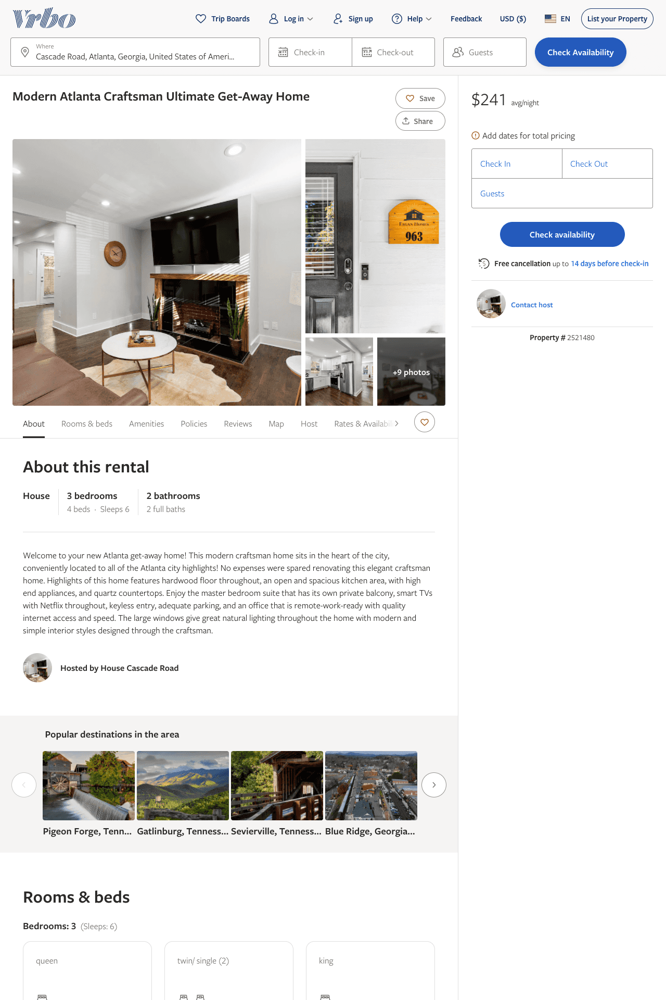 Vrbo
Trip Boards
Log in
Sign up
Help
Feedback
USD ($)
EN
List your Property
Where
Cascade Road, Atlanta, Georgia, United States of Ameri...
Check-in
Check-out
Guests
Check Availability
Modern Atlanta Craftsman Ultimate Get-Away Home
Save
Share
$241 avg/night
Add dates for total pricing
Check In
Check Out
Guests
Check availability
Free cancellation up to 14 days before check-in
Contact host
Property # 2521480
Fagan Homes
963
+9 photos
About
Rooms & beds
Amenities
Policies
Reviews
Map
Host
Rates & Availabili
About this rental
House
3 bedrooms
4 beds · Sleeps 6
2 bathrooms
2 full baths
Welcome to your new Atlanta get-away home! This modern craftsman home sits in the heart of the city,
conveniently located to all of the Atlanta city highlights! No expenses were spared renovating this elegant craftsman
home. Highlights of this home features hardwood floor throughout, an open and spacious kitchen area, with high
end appliances, and quartz countertops. Enjoy the master bedroom suite that has its own private balcony, smart TVs
with Netflix throughout, keyless entry, adequate parking, and an office that is remote-work-ready with quality
internet access and speed. The large windows give great natural lighting throughout the home with modern and
simple interior styles designed through the craftsman.
Hosted by House Cascade Road
Popular destinations in the area
Pigeon Forge, Tenn...
Gatlinburg, Tenness...
Sevierville, Tenness...
Blue Ridge, Georgia...
Rooms & beds
Bedrooms: 3 (Sleeps: 6)
queen
twin/ single (2)
king